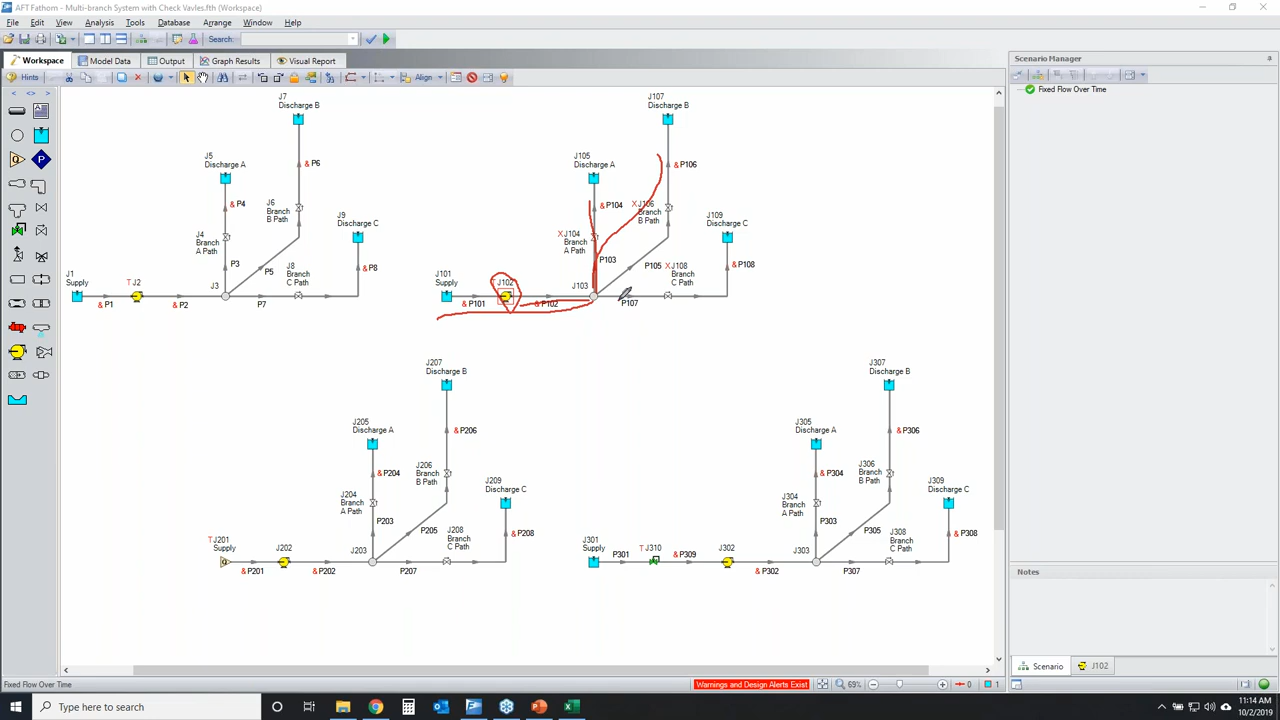 AFT Fathom - Multi-branch System with Check Vavles.fth (Workspace)
File Edit View Analysis Tools Database Arrange Window Help
Search:
Workspace Model Data Output Graph Results Visual Report
Hints Align
Scenario Manager
Fixed Flow Over Time
J7
Discharge B
J5
Discharge A
& P6
& P4
J6
Branch
B Path
J9
Discharge C
J4
Branch
A Path
P3
P5
J8
Branch
C Path
& P8
J1
Supply
T J2
J3
& P1
& P2
P7
J107
Discharge B
J105
Discharge A
& P106
& P104
X J106
Branch
B Path
J109
Discharge C
X J104
Branch
A Path
P103
P105
X J108
Branch
C Path
& P108
J101
Supply
T J102
J103
& P101
& P102
P107
J207
Discharge B
J205
Discharge A
& P206
& P204
J206
Branch
B Path
J209
Discharge C
J204
Branch
A Path
P203
P205
J208
Branch
C Path
& P208
T J201
Supply
J202
J203
& P201
& P202
P207
J307
Discharge B
J305
Discharge A
& P306
& P304
J306
Branch
B Path
J309
Discharge C
J304
Branch
A Path
P303
P305
J308
Branch
C Path
& P308
J301
Supply
P301
T J310
& P309
J302
J303
& P302
P307
Notes
Scenario J102
Fixed Flow Over Time
Warnings and Design Alerts Exist
69%
0
1
Type here to search
11:14 AM
10/2/2019